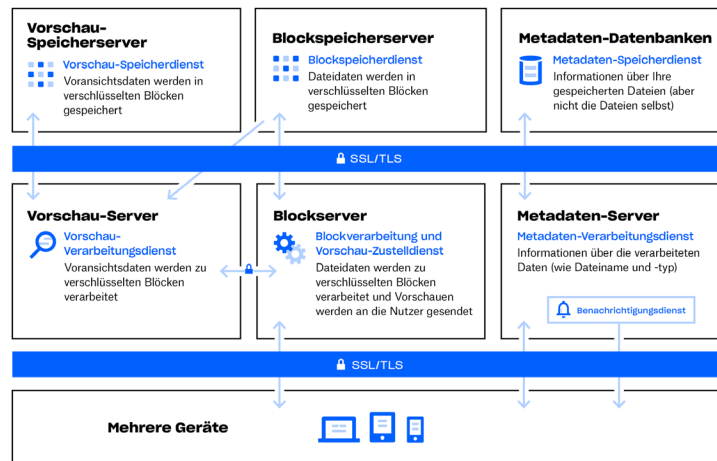 Vorschau-
Speicherserver
Vorschau-Speicherdienst
Voransichtsdaten werden in
verschlüsselten Blöcken
gespeichert
Blockspeicherserver
Blockspeicherdienst
Dateidaten werden in
verschlüsselten Blöcken
gespeichert
Metadaten-Datenbanken
Metadaten-Speicherdienst
Informationen über Ihre
gespeicherten Dateien (aber
nicht die Dateien selbst)
SSL/TLS
Vorschau-Server
Vorschau-
Verarbeitungsdienst
Voransichtsdaten werden zu
verschlüsselten Blöcken
verarbeitet
Blockserver
Blockverarbeitung und
Vorschau-Zustelldienst
Dateidaten werden zu
verschlüsselten Blöcken
verarbeitet und Vorschauen
werden an die Nutzer gesendet
Metadaten-Server
Metadaten-Verarbeitungsdienst
Informationen über die verarbeiteten
Daten (wie Dateiname und -typ)
Benachrichtigungsdienst
SSL/TLS
Mehrere Geräte